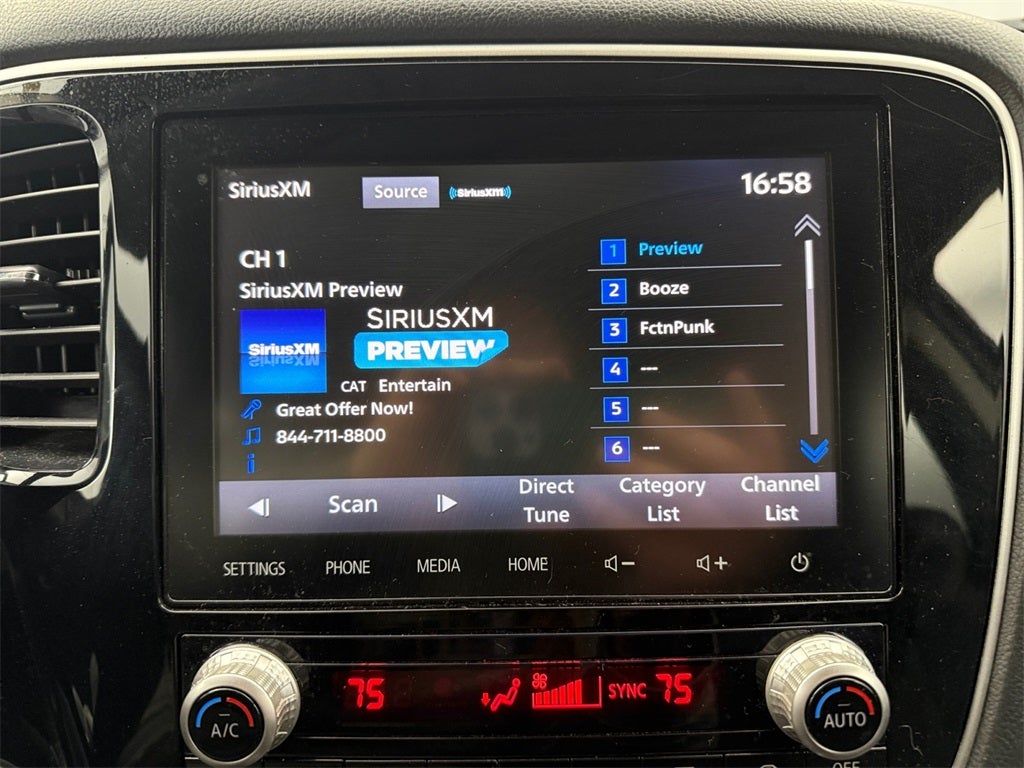 SiriusXM Source SiriusXM 16:58
CH 1
SiriusXM Preview
SiriusXM
SIRIUSXM
PREVIEW
CAT Entertain
Great Offer Now!
844-711-8800
1 Preview
2 Booze
3 FctnPunk
4 ---
5 ---
6 ---
Scan
Direct
Tune
Category
List
Channel
List
SETTINGS PHONE MEDIA HOME
75 SYNC 75
A/C AUTO
OFF